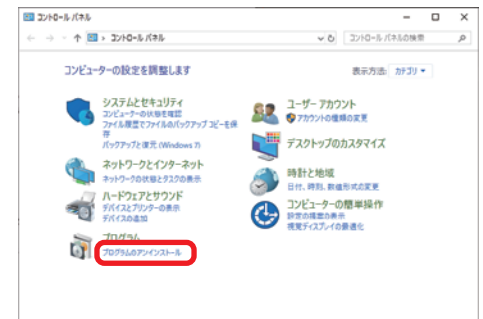 コントロール パネル
コントロール パネル
コントロール パネルの検索
コンピューターの設定を調整します
表示方法: カテゴリ
システムとセキュリティ
コンピューターの状態を確認
ファイル履歴でファイルのバックアップ コピーを保
存
バックアップと復元 (Windows 7)
ネットワークとインターネット
ネットワークの状態とタスクの表示
ハードウェアとサウンド
デバイスとプリンターの表示
デバイスの追加
プログラム
プログラムのアンインストール
ユーザー アカウント
アカウントの種類の変更
デスクトップのカスタマイズ
時計と地域
日付、時刻、数値形式の変更
コンピューターの簡単操作
設定の提案の表示
視覚ディスプレイの最適化